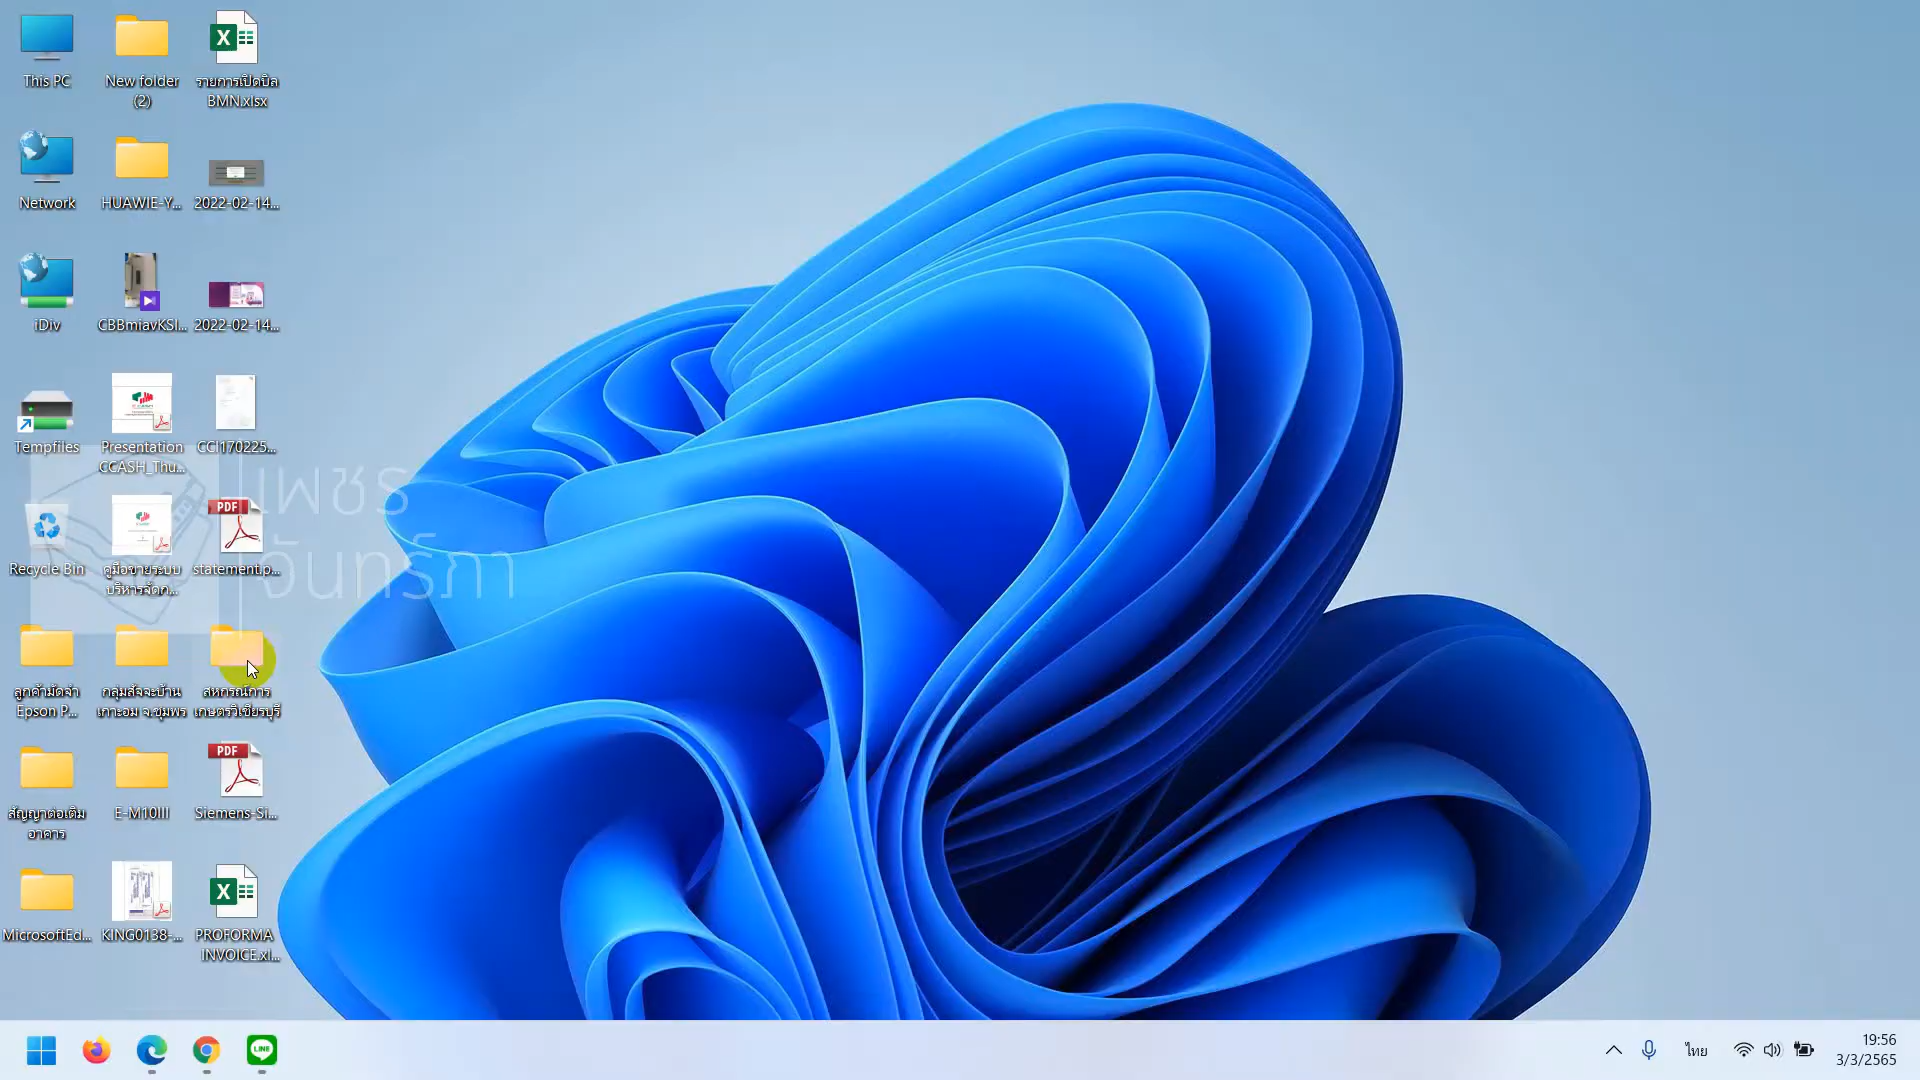 This PC
New folder
(2)
รายการเปิดบิล
BMN.xlsx
Network
HUAWIE-Y...
2022-02-14...
iDiv
CBBmiavKSI...
2022-02-14...
Tempfiles
Presentation
CCASH_Thu...
CCI170225...
เพชร
จันทร์ภา
Recycle Bin
คู่มือขายระบบ
บริหารจัดก...
PDF
statement.p...
ลูกค้ามัดจำ
Epson P...
กลุ่มสัจจะบ้าน
เกาะอม จ.ชุมพร
สหกรณ์การ
เกษตรวิเชียรบุรี
สัญญาต่อเติม
อาคาร
E-M10III
PDF
Siemens-Si...
MicrosoftEd...
KING0138-...
PROFORMA
INVOICE.xl...
LINE
ไทย
19:56
3/3/2565